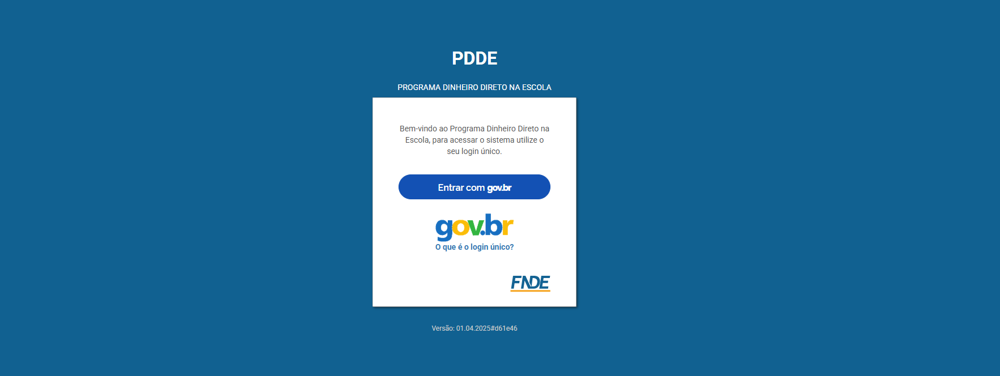 PDDE
PROGRAMA DINHEIRO DIRETO NA ESCOLA
Bem-vindo ao Programa Dinheiro Direto na
Escola, para acessar o sistema utilize o
seu login único.
Entrar com gov.br
gov.br
O que é o login único?
FNDE
Versão: 01.04.2025#d61e46